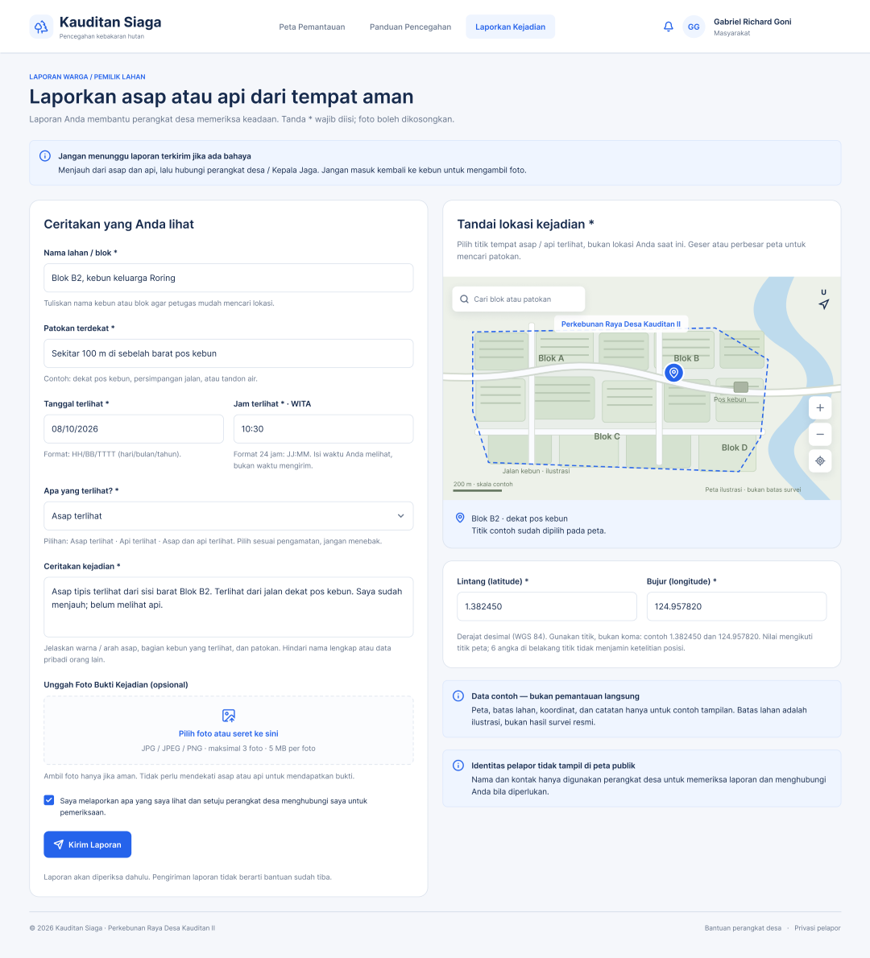 Kauditan Siaga
Pencegahan kebakaran hutan
Peta Pemantauan
Panduan Pencegahan
Laporkan Kejadian
GG
Gabriel Richard Goni
Masyarakat
LAPORAN WARGA / PEMILIK LAHAN
Laporkan asap atau api dari tempat aman
Laporan Anda membantu perangkat desa memeriksa keadaan. Tanda * wajib diisi; foto boleh dikosongkan.
Jangan menunggu laporan terkirim jika ada bahaya
Menjauh dari asap dan api, lalu hubungi perangkat desa / Kepala Jaga. Jangan masuk kembali ke kebun untuk mengambil foto.
Ceritakan yang Anda lihat
Nama lahan / blok *
Blok B2, kebun keluarga Roring
Tuliskan nama kebun atau blok agar petugas mudah mencari lokasi.
Patokan terdekat *
Sekitar 100 m di sebelah barat pos kebun
Contoh: dekat pos kebun, persimpangan jalan, atau tandon air.
Tanggal terlihat *
08/10/2026
Format: HH/BB/TTTT (hari/bulan/tahun).
Jam terlihat * · WITA
10:30
Format 24 jam: JJ:MM. Isi waktu Anda melihat,
bukan waktu mengirim.
Apa yang terlihat? *
Asap terlihat
Pilihan: Asap terlihat · Api terlihat · Asap dan api terlihat. Pilih sesuai pengamatan, jangan menebak.
Ceritakan kejadian *
Asap tipis terlihat dari sisi barat Blok B2. Terlihat dari jalan dekat pos kebun. Saya sudah
menjauh; belum melihat api.
Jelaskan warna / arah asap, bagian kebun yang terlihat, dan patokan. Hindari nama lengkap atau data
pribadi orang lain.
Unggah Foto Bukti Kejadian (opsional)
Pilih foto atau seret ke sini
JPG / JPEG / PNG · maksimal 3 foto · 5 MB per foto
Ambil foto hanya jika aman. Tidak perlu mendekati asap atau api untuk mendapatkan bukti.
Saya melaporkan apa yang saya lihat dan setuju perangkat desa menghubungi saya untuk
pemeriksaan.
Kirim Laporan
Laporan akan diperiksa dahulu. Pengiriman laporan tidak berarti bantuan sudah tiba.
Tandai lokasi kejadian *
Pilih titik tempat asap / api terlihat, bukan lokasi Anda saat ini. Geser atau perbesar peta untuk
mencari patokan.
Cari blok atau patokan
U
Perkebunan Raya Desa Kauditan II
Blok A
Blok B
Pos kebun
Blok C
Blok D
Jalan kebun · ilustrasi
200 m · skala contoh
Peta ilustrasi · bukan batas survei
Blok B2 · dekat pos kebun
Titik contoh sudah dipilih pada peta.
Lintang (latitude) *
1.382450
Bujur (longitude) *
124.957820
Derajat desimal (WGS 84). Gunakan titik, bukan koma: contoh 1.382450 dan 124.957820. Nilai mengikuti
titik peta; 6 angka di belakang titik tidak menjamin ketelitian posisi.
Data contoh — bukan pemantauan langsung
Peta, batas lahan, koordinat, dan catatan hanya untuk contoh tampilan. Batas lahan adalah
ilustrasi, bukan hasil survei resmi.
Identitas pelapor tidak tampil di peta publik
Nama dan kontak hanya digunakan perangkat desa untuk memeriksa laporan dan menghubungi
Anda bila diperlukan.
© 2026 Kauditan Siaga · Perkebunan Raya Desa Kauditan II
Bantuan perangkat desa · Privasi pelapor